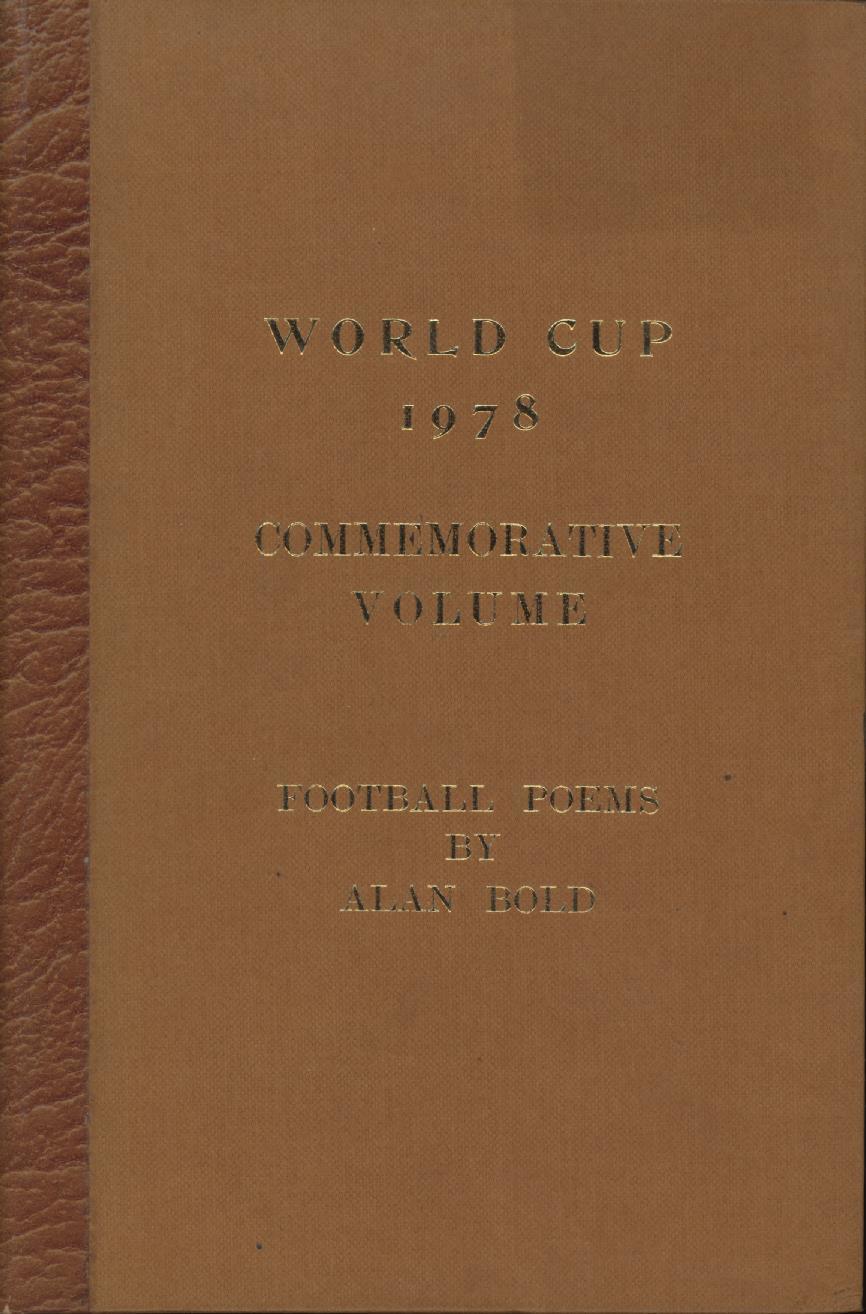 WORLD CUP
1978
COMMEMORATIVE
VOLUME
FOOTBALL POEMS
BY
ALAN BOLD